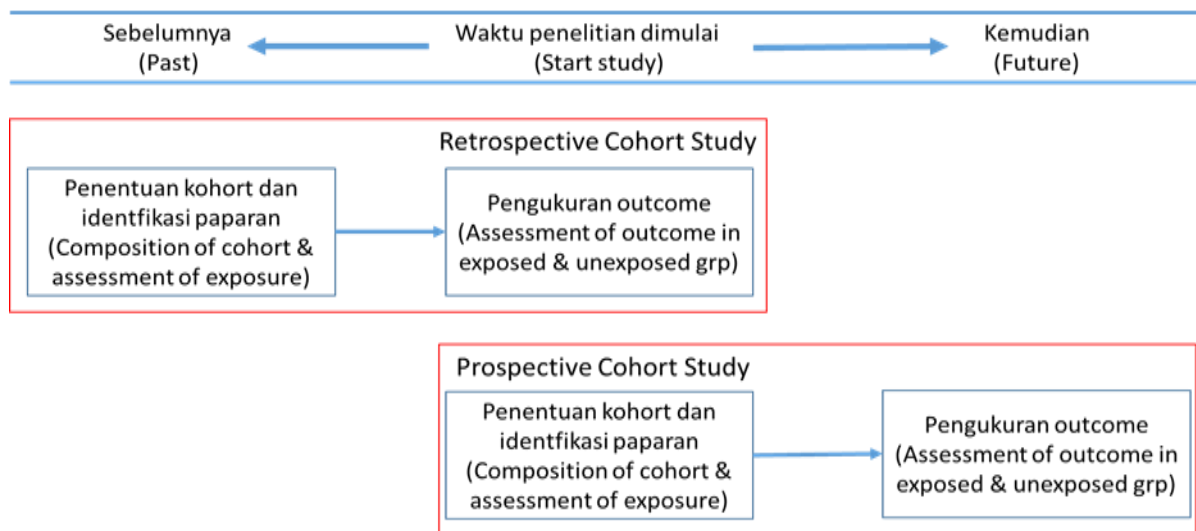 Sebelumnya
(Past)
Waktu penelitian dimulai
(Start study)
Kemudian
(Future)
Retrospective Cohort Study
Penentuan kohort dan
identfikasi paparan
(Composition of cohort &
assessment of exposure)
Pengukuran outcome
(Assessment of outcome in
exposed & unexposed grp)
Prospective Cohort Study
Penentuan kohort dan
identfikasi paparan
(Composition of cohort &
assessment of exposure)
Pengukuran outcome
(Assessment of outcome in
exposed & unexposed grp)